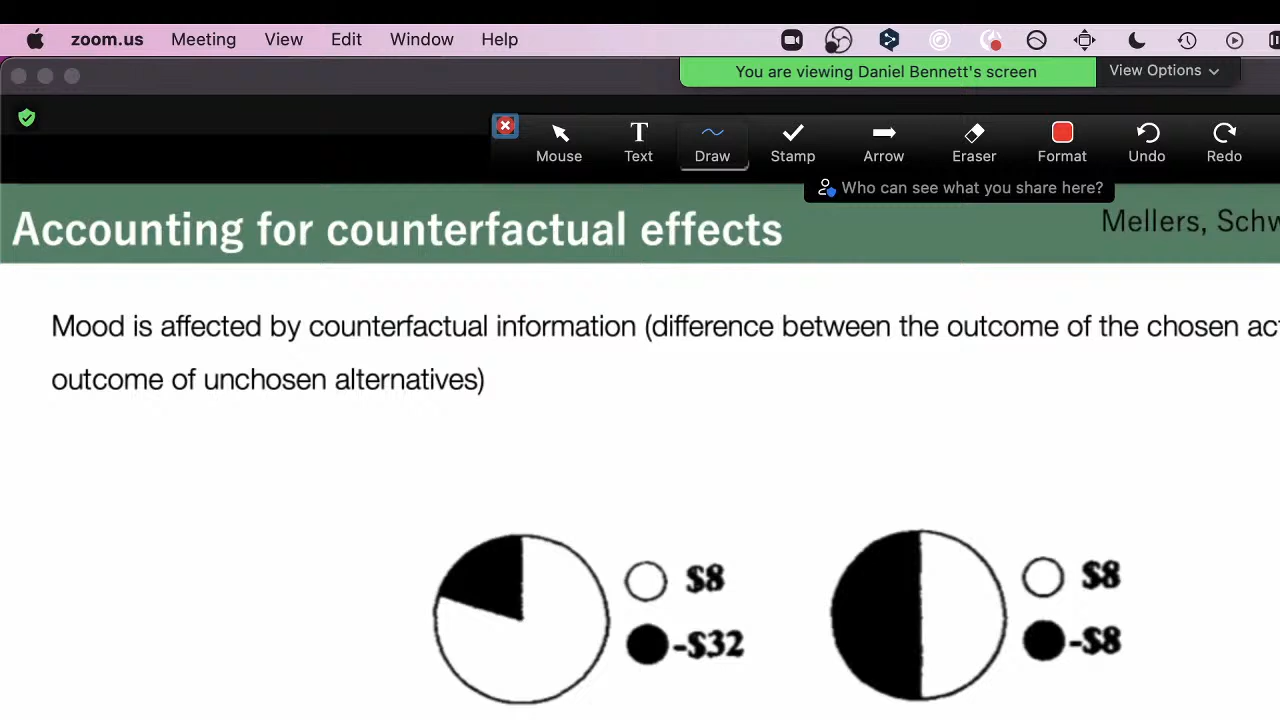 zoom.us Meeting View Edit Window Help
You are viewing Daniel Bennett's screen View Options
Mouse Text Draw Stamp Arrow Eraser Format Undo Redo
Who can see what you share here?
Accounting for counterfactual effects
Mellers, Schw
Mood is affected by counterfactual information (difference between the outcome of the chosen act
outcome of unchosen alternatives)
$8 $8
-$32 -$8